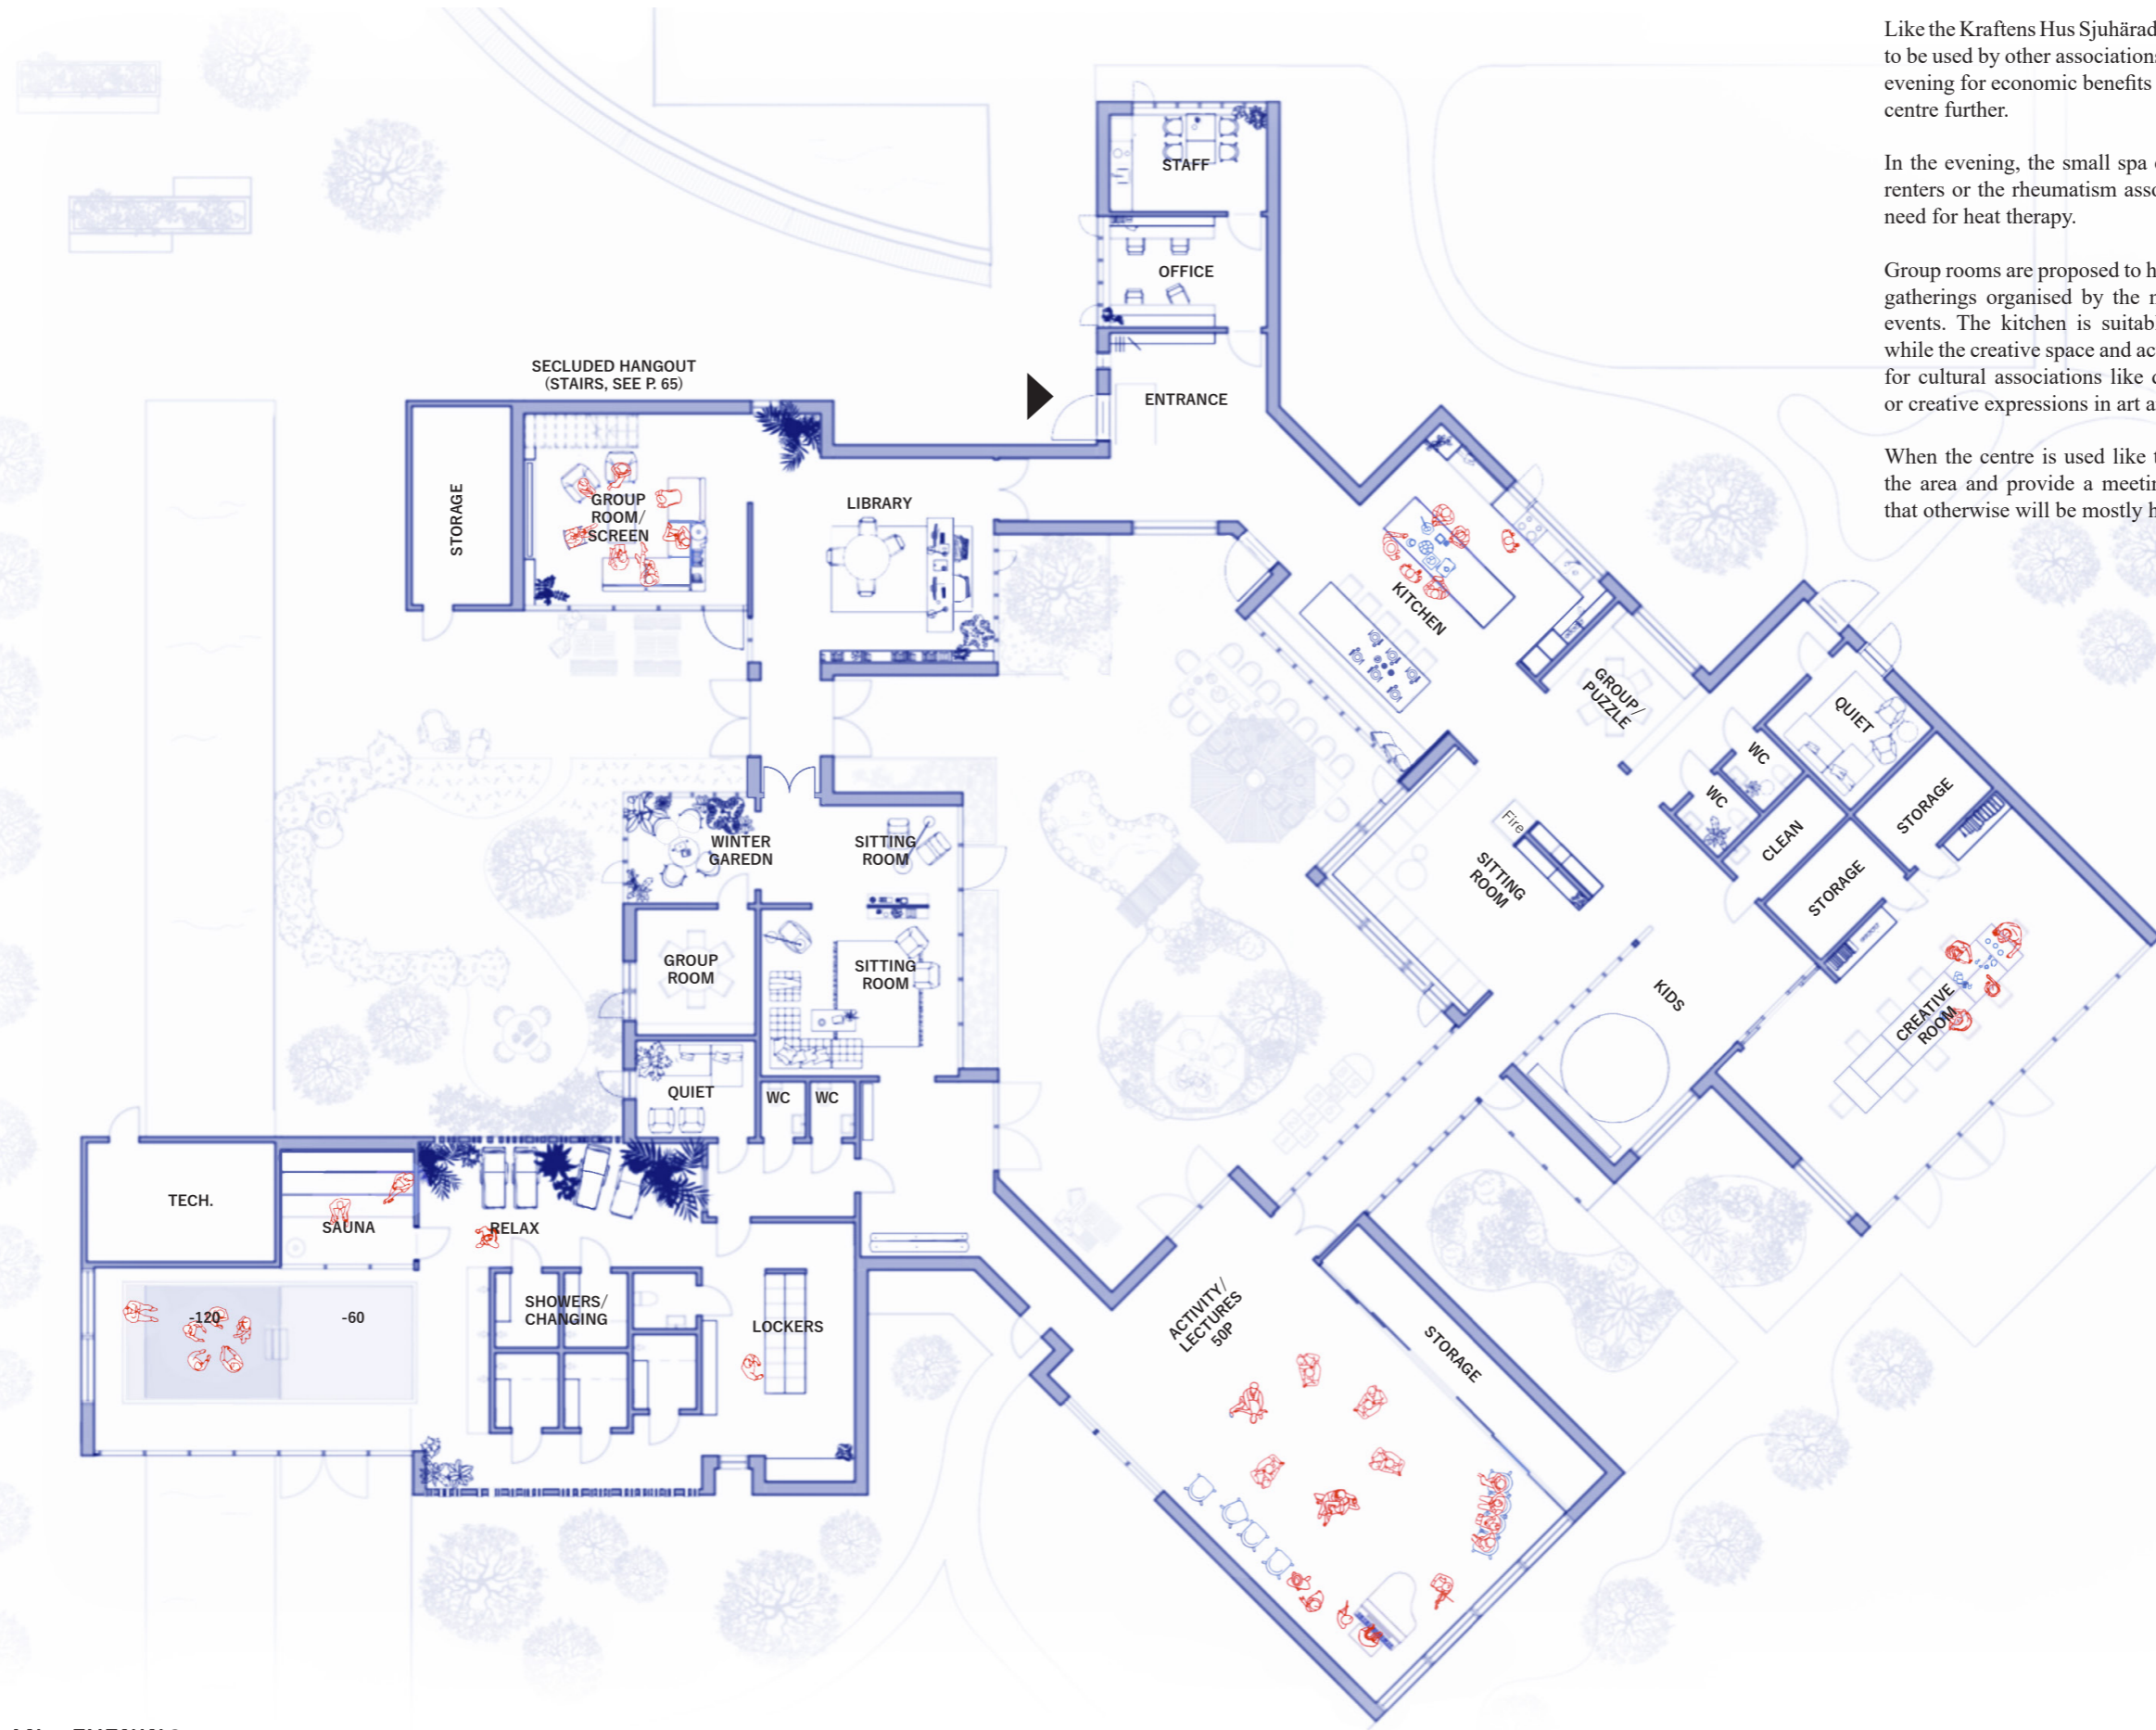 Like the Kraftens Hus Sjuhärad
to be used by other associations
evening for economic benefits
centre further.
In the evening, the small spa
renters or the rheumatism asso
need for heat therapy.
Group rooms are proposed to h
gatherings organised by the
events. The kitchen is suitab
while the creative space and ac
for cultural associations like
or creative expressions in art a
When the centre is used like
the area and provide a meetin
that otherwise will be mostly h
STAFF
OFFICE
ENTRANCE
SECLUDED HANGOUT
(STAIRS, SEE P. 65)
STORAGE
GROUP
ROOM/
SCREEN
LIBRARY
KITCHEN
GROUP/
PUZZLE
QUIET
WC
WC
CLEAN
STORAGE
STORAGE
Fire
SITTING
ROOM
KIDS
CREATIVE
ROOM
WINTER
GAREDN
SITTING
ROOM
GROUP
ROOM
SITTING
ROOM
QUIET
WC
WC
TECH.
SAUNA
RELAX
-120
-60
SHOWERS/
CHANGING
LOCKERS
ACTIVITY/
LECTURES
50P
STORAGE